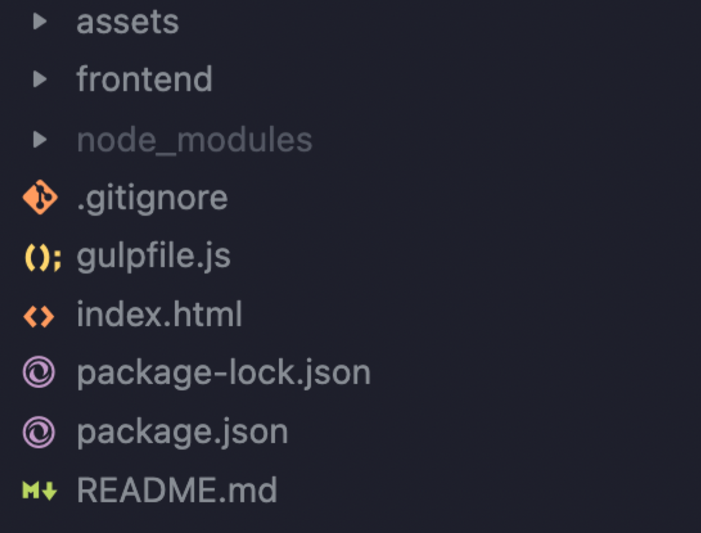 assets
frontend
node_modules
.gitignore
gulpfile.js
index.html
package-lock.json
package.json
README.md